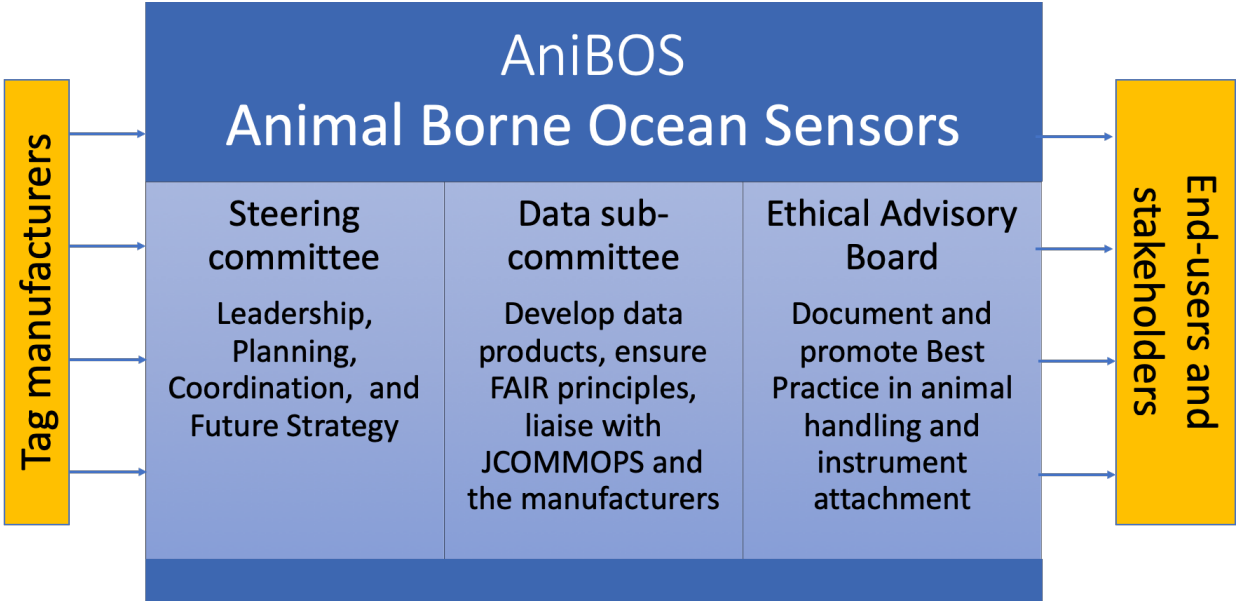 AniBOS
Animal Borne Ocean Sensors
Tag manufacturers
Steering
committee
Leadership,
Planning,
Coordination, and
Future Strategy
Data sub-
committee
Develop data
products, ensure
FAIR principles,
liaise with
JCOMMOPS and
the manufacturers
Ethical Advisory
Board
Document and
promote Best
Practice in animal
handling and
instrument
attachment
End-users and
stakeholders